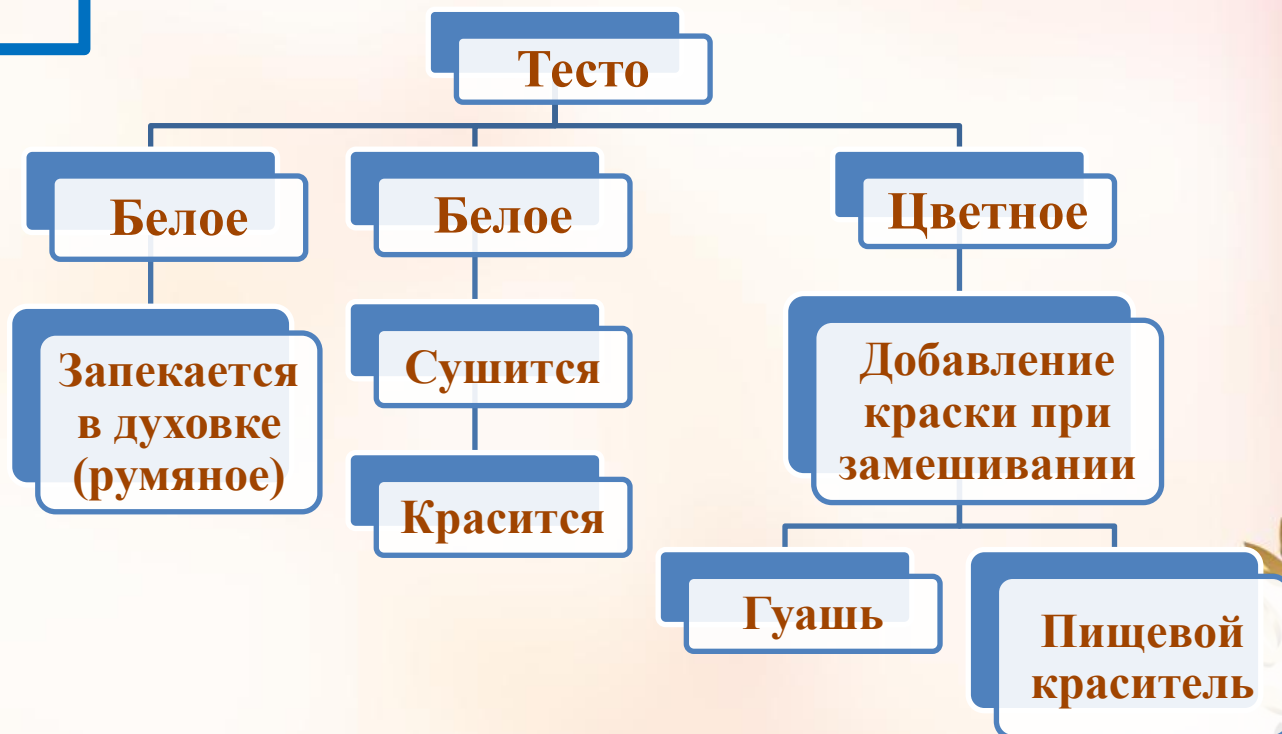 Тесто
Белое
Белое
Цветное
Запекается
в духовке
(румяное)
Сушится
Красится
Добавление
краски при
замешивании
Гуашь
Пищевой
краситель